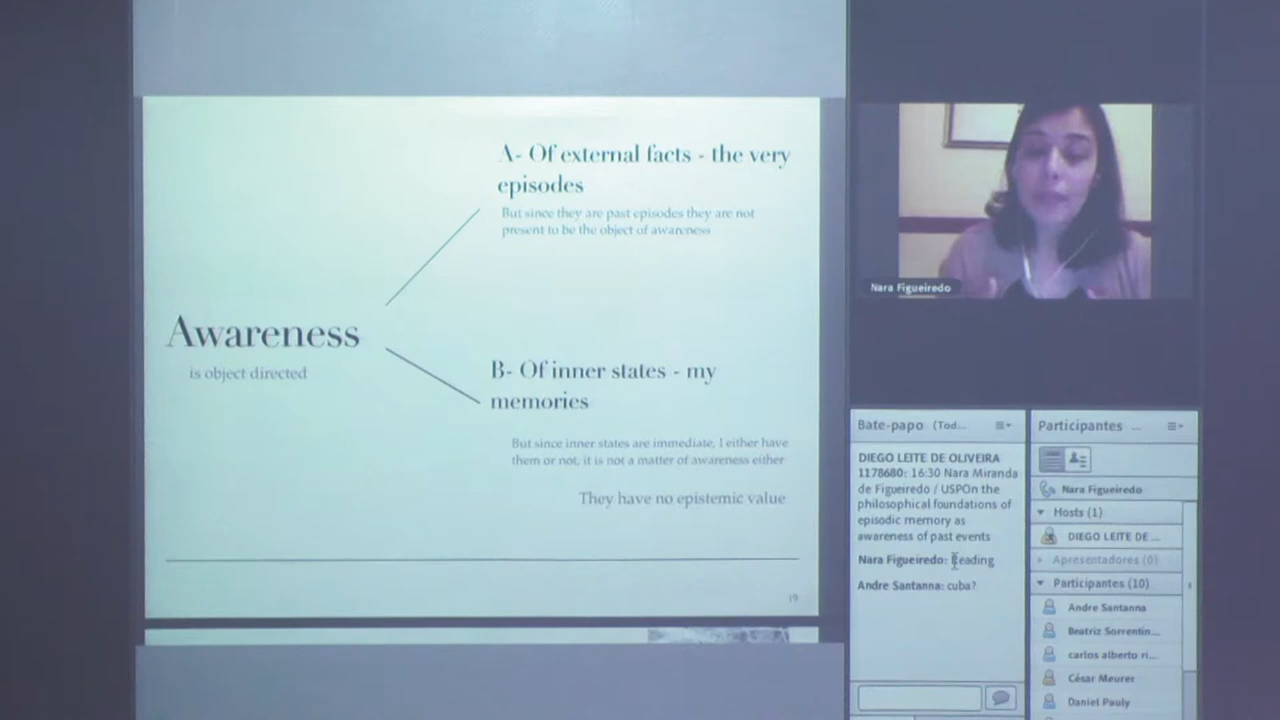 A- Of external facts - the very
episodes
But since they are past episodes they are not
present to be the object of awareness
Awareness
is object directed
B- Of inner states - my
memories
But since inner states are immediate, I either have
them or not, it is not a matter of awareness either
They have no epistemic value
19
Nara Figueiredo
Bate-papo (Tod...
DIEGO LEITE DE OLIVEIRA
1178680: 16:30 Nara Miranda
de Figueiredo / USPOn the
philosophical foundations of
episodic memory as
awareness of past events
Nara Figueiredo: Reading
Andre Santanna: cuba?
Participantes ...
Nara Figueiredo
Hosts (1)
DIEGO LEITE DE ...
Apresentadores (0)
Participantes (10)
Andre Santanna
Beatriz Sorrentin...
carlos alberto ri...
César Meurer
Daniel Pauly